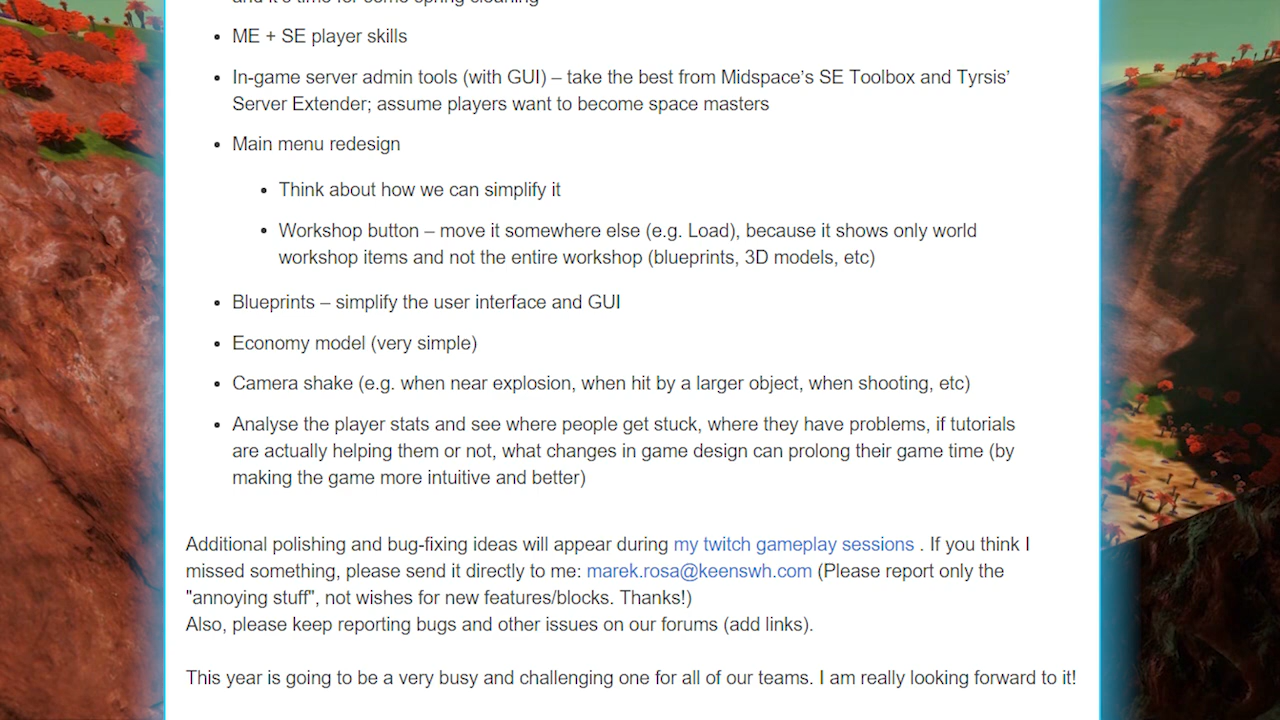 and it's time for some spring cleaning
ME + SE player skills
In-game server admin tools (with GUI) – take the best from Midspace's SE Toolbox and Tyrsis'
Server Extender; assume players want to become space masters
Main menu redesign
Think about how we can simplify it
Workshop button – move it somewhere else (e.g. Load), because it shows only world
workshop items and not the entire workshop (blueprints, 3D models, etc)
Blueprints – simplify the user interface and GUI
Economy model (very simple)
Camera shake (e.g. when near explosion, when hit by a larger object, when shooting, etc)
Analyse the player stats and see where people get stuck, where they have problems, if tutorials
are actually helping them or not, what changes in game design can prolong their game time (by
making the game more intuitive and better)
Additional polishing and bug-fixing ideas will appear during my twitch gameplay sessions . If you think I
missed something, please send it directly to me: marek.rosa@keenswh.com (Please report only the
"annoying stuff", not wishes for new features/blocks. Thanks!)
Also, please keep reporting bugs and other issues on our forums (add links).
This year is going to be a very busy and challenging one for all of our teams. I am really looking forward to it!